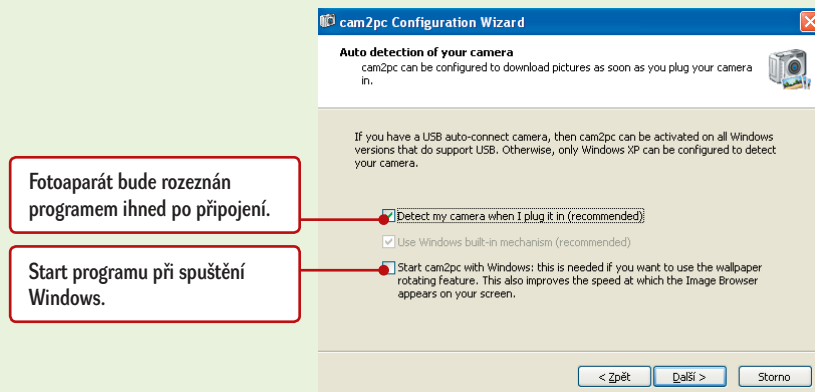 cam2pc Configuration Wizard
Auto detection of your camera
cam2pc can be configured to download pictures as soon as you plug your camera
in.
If you have a USB auto-connect camera, then cam2pc can be activated on all Windows
versions that do support USB. Otherwise, only Windows XP can be configured to detect
your camera.
Fotoaparát bude rozeznán
programem ihned po připojení.
Detect my camera when I plug it in (recommended)
Use Windows built-in mechanism (recommended)
Start programu při spuštění
Windows.
Start cam2pc with Windows: this is needed if you want to use the wallpaper
rotating feature. This also improves the speed at which the Image Browser
appears on your screen.
< Zpět
Další >
Storno